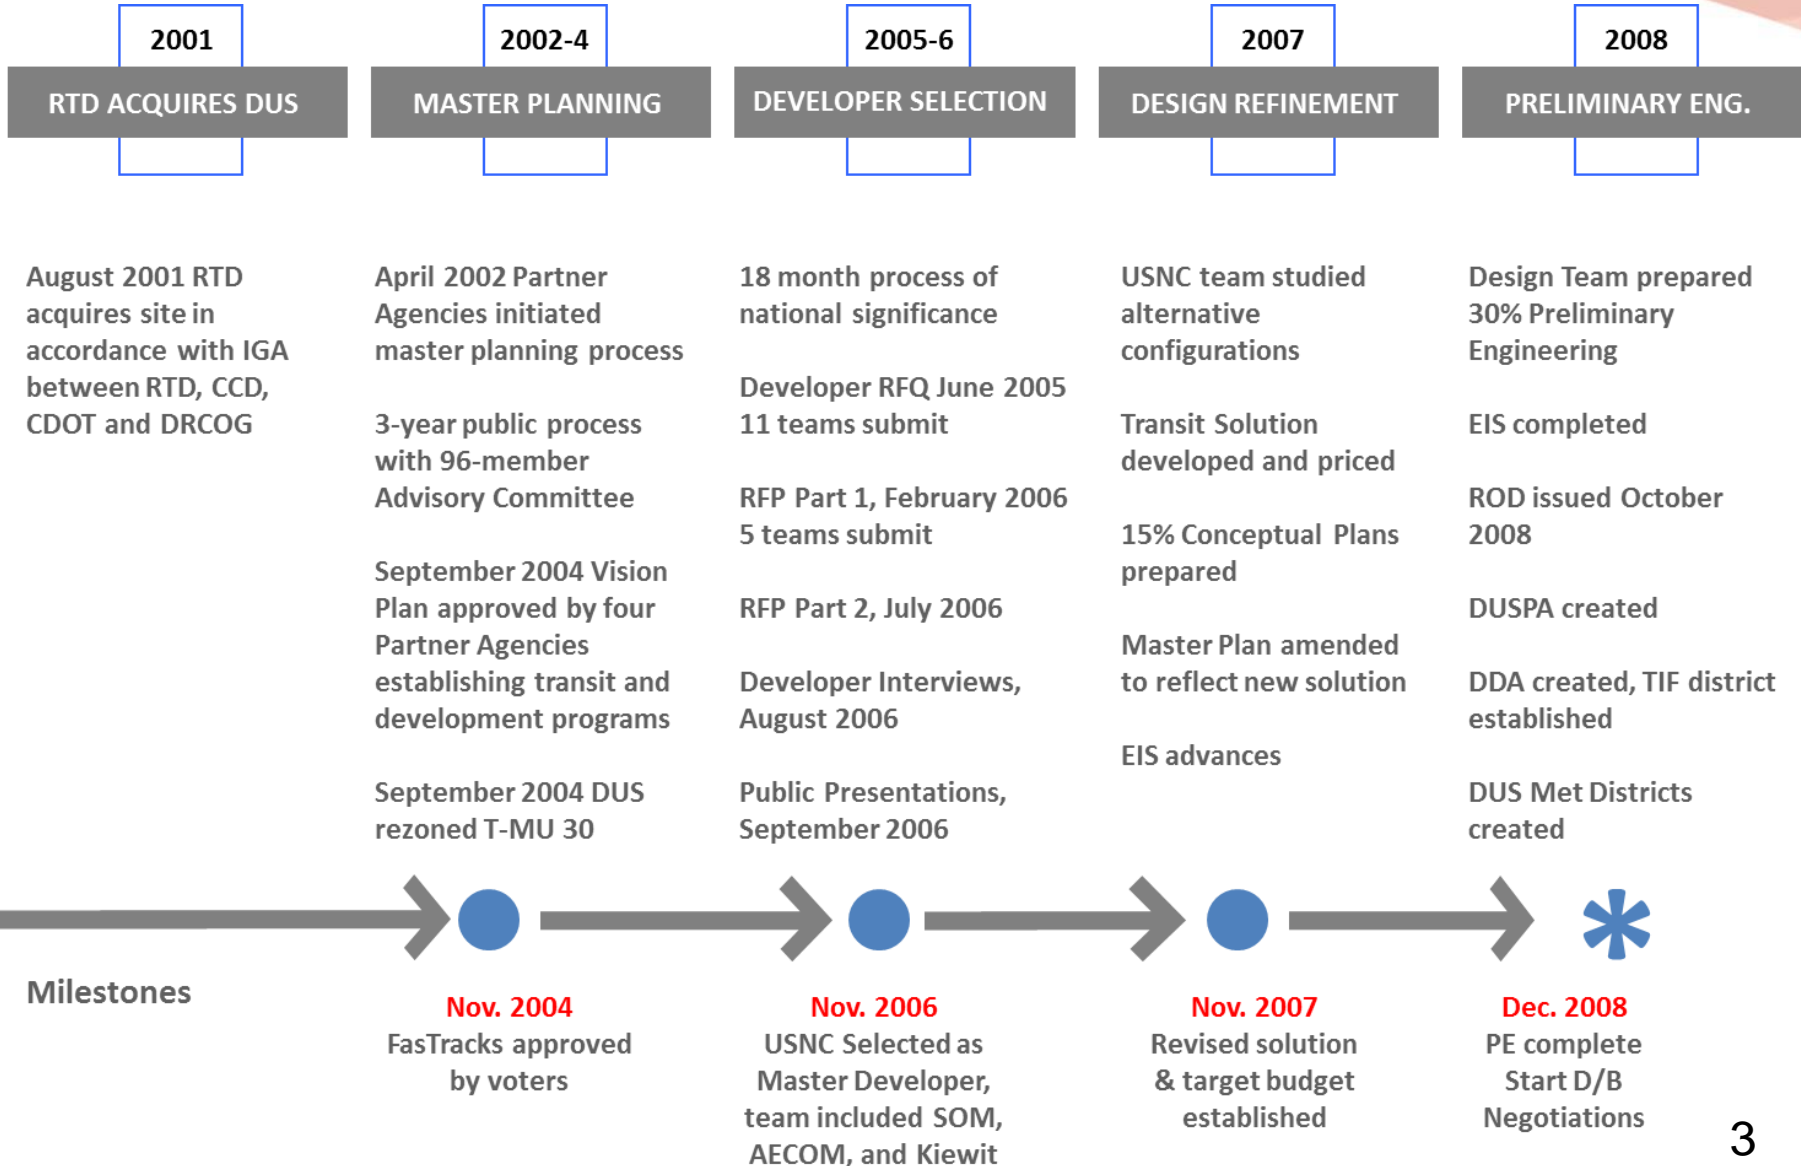 2001
RTD ACQUIRES DUS
August 2001 RTD
acquires site in
accordance with IGA
between RTD, CCD,
CDOT and DRCOG
2002-4
MASTER PLANNING
April 2002 Partner
Agencies initiated
master planning process
3-year public process
with 96-member
Advisory Committee
September 2004 Vision
Plan approved by four
Partner Agencies
establishing transit and
development programs
September 2004 DUS
rezoned T-MU 30
2005-6
DEVELOPER SELECTION
18 month process of
national significance
Developer RFQ June 2005
11 teams submit
RFP Part 1, February 2006
5 teams submit
RFP Part 2, July 2006
Developer Interviews,
August 2006
Public Presentations,
September 2006
2007
DESIGN REFINEMENT
USNC team studied
alternative
configurations
Transit Solution
developed and priced
15% Conceptual Plans
prepared
Master Plan amended
to reflect new solution
EIS advances
2008
PRELIMINARY ENG.
Design Team prepared
30% Preliminary
Engineering
EIS completed
ROD issued October
2008
DUSPA created
DDA created, TIF district
established
DUS Met Districts
created
Milestones
Nov. 2004
FasTracks approved
by voters
Nov. 2006
USNC Selected as
Master Developer,
team included SOM,
AECOM, and Kiewit
Nov. 2007
Revised solution
& target budget
established
Dec. 2008
PE complete
Start D/B
Negotiations
3